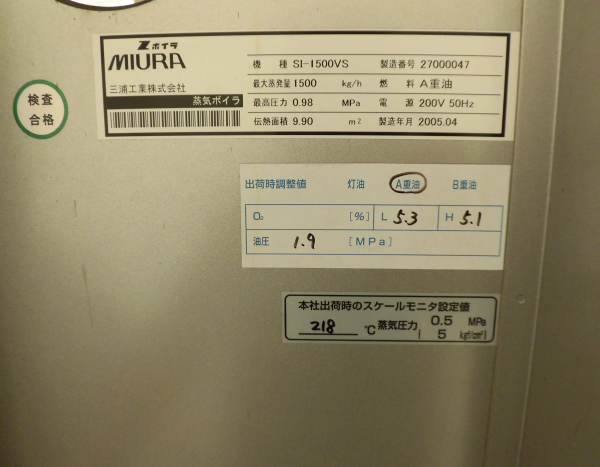 Zボイラ
MIURA
三浦工業株式会社
蒸気ボイラ
機 種 SI-1500VS 製造番号 27000047
最大蒸発量 1500 kg/h 燃 料 A重油
最高圧力 0.98 MPa 電 源 200V 50Hz
伝熱面積 9.90 m² 製造年月 2005.04
検査
合格
出荷時調整値 灯油 A重油 B重油
O₂ [%] L 5.3 H 5.1
油圧 1.9 [MPa]
本社出荷時のスケールモニタ設定値
218 ℃ 蒸気圧力 0.5 MPa
5 kgf/cm²